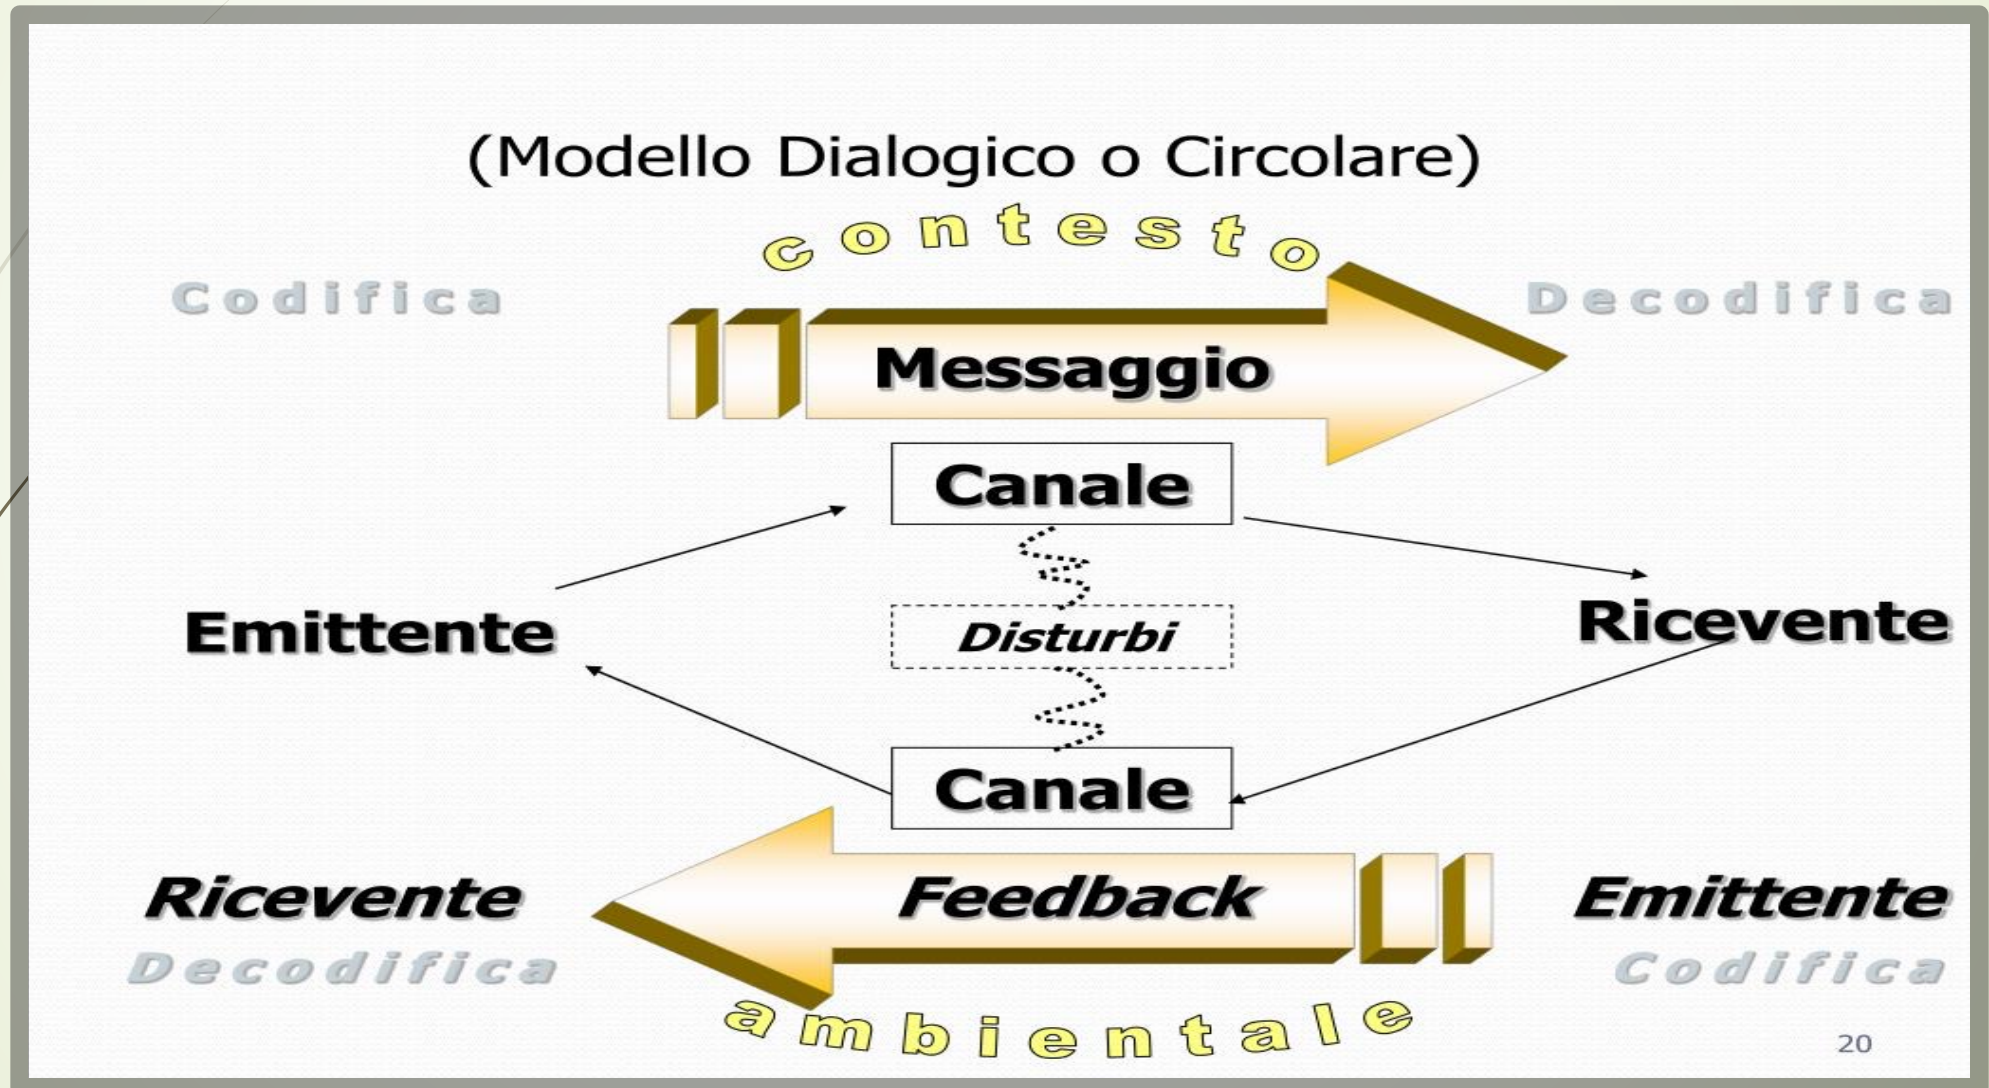 (Modello Dialogico o Circolare)
contesto
Codifica
Decodifica
Messaggio
Canale
Emittente
Disturbi
Ricevente
Canale
Ricevente
Feedback
Emittente
Decodifica
Codifica
ambientale
20